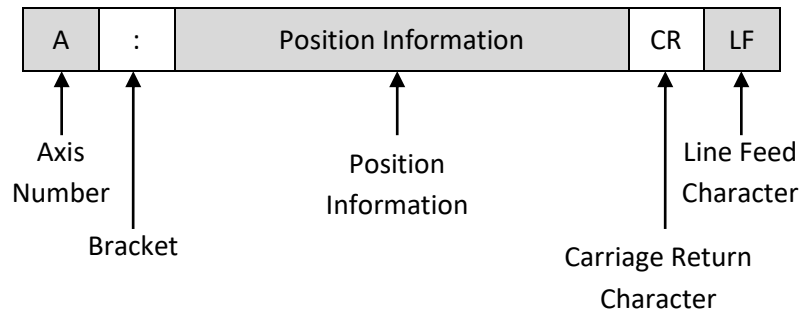 A : Position Information CR LF
Axis
Number
Bracket
Position
Information
Carriage Return
Character
Line Feed
Character